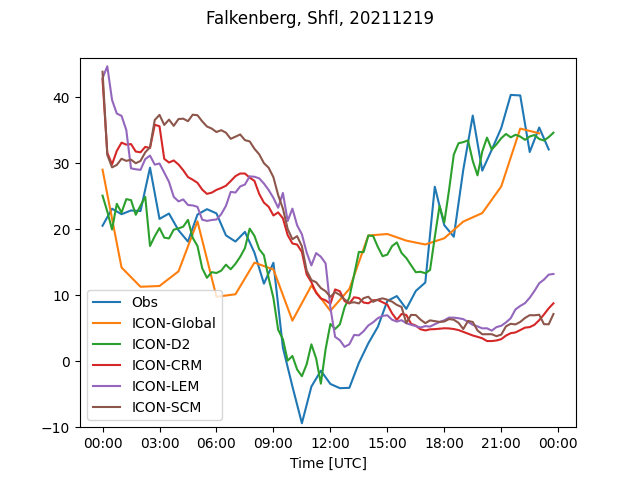 Falkenberg, Shfl, 20211219
40
30
20
10
0
−10
Obs
ICON-Global
ICON-D2
ICON-CRM
ICON-LEM
ICON-SCM
00:00 03:00 06:00 09:00 12:00 15:00 18:00 21:00 00:00
Time [UTC]